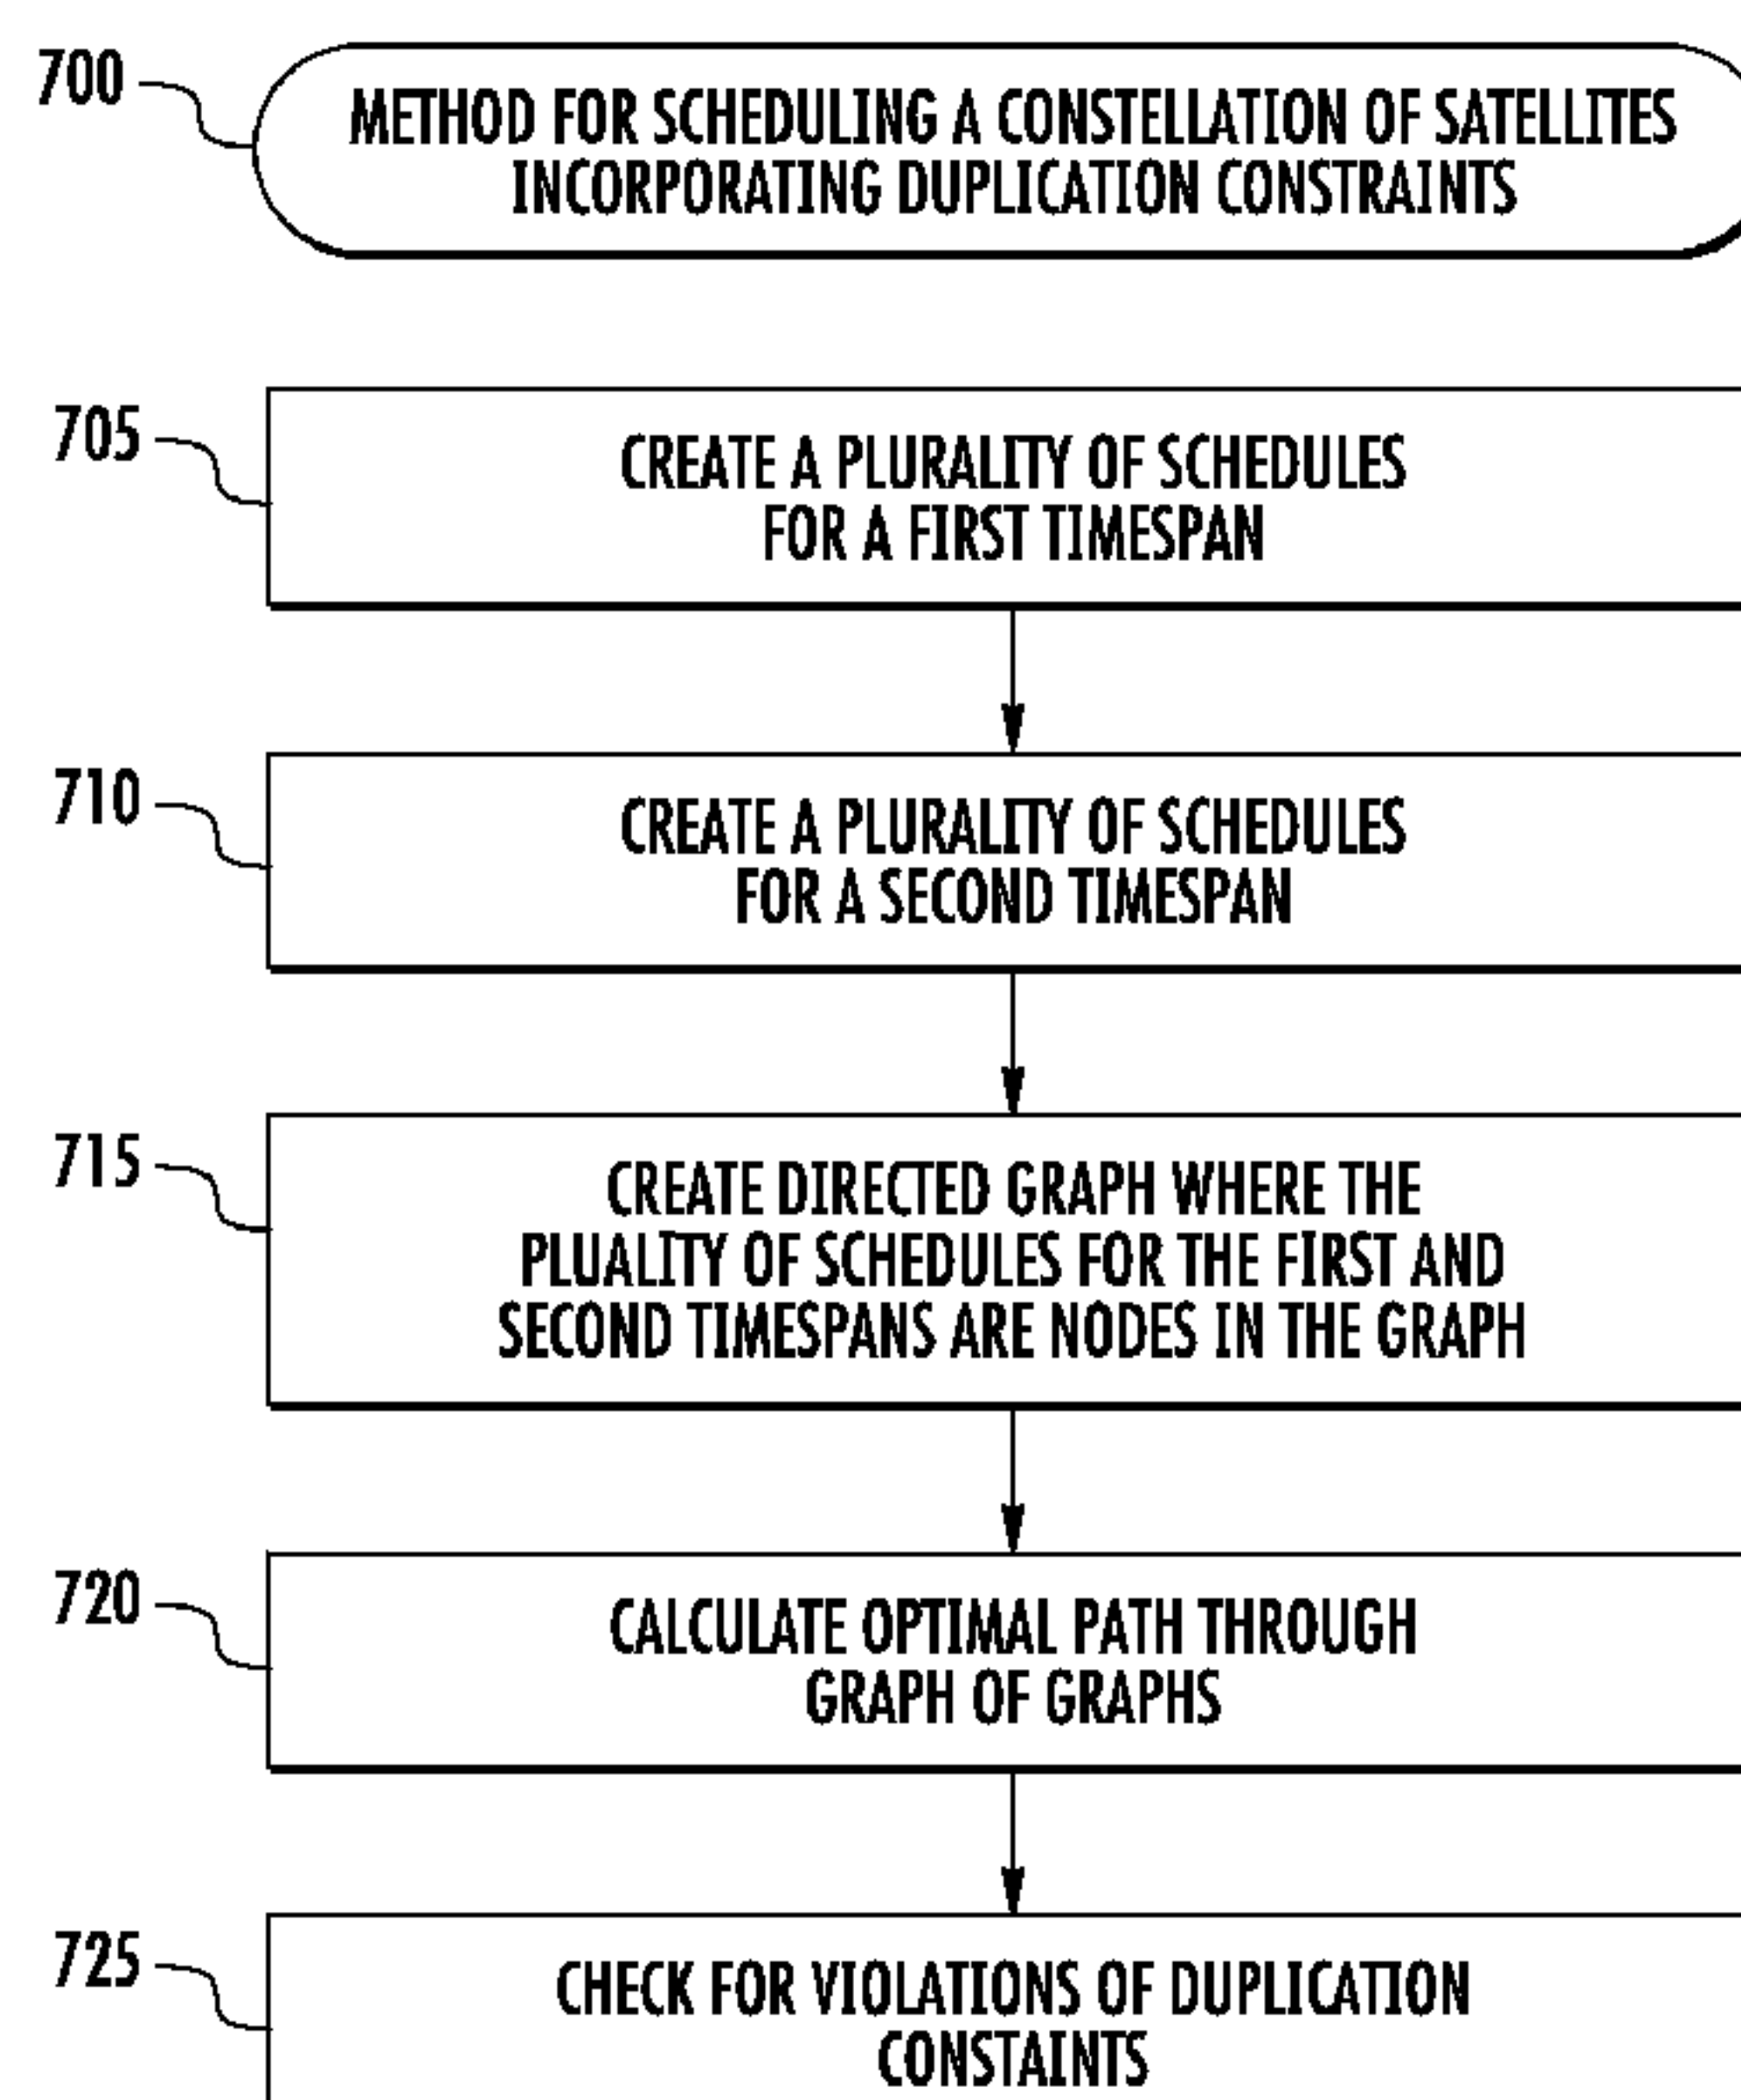 700
METHOD FOR SCHEDULING A CONSTELLATION OF SATELLITES
INCORPORATING DUPLICATION CONSTRAINTS
705
CREATE A PLURALITY OF SCHEDULES
FOR A FIRST TIMESPAN
710
CREATE A PLURALITY OF SCHEDULES
FOR A SECOND TIMESPAN
715
CREATE DIRECTED GRAPH WHERE THE
PLUALITY OF SCHEDULES FOR THE FIRST AND
SECOND TIMESPANS ARE NODES IN THE GRAPH
720
CALCULATE OPTIMAL PATH THROUGH
GRAPH OF GRAPHS
725
CHECK FOR VIOLATIONS OF DUPLICATION
CONSTAINTS